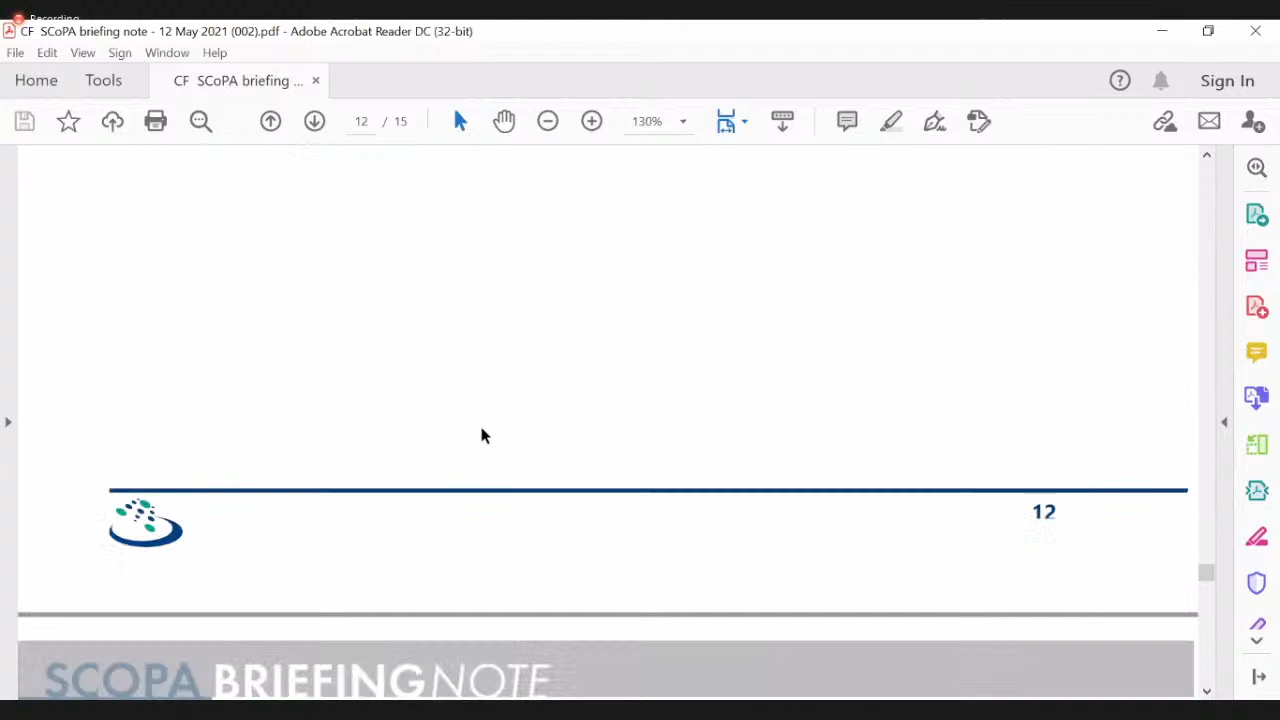 Recording
CF SCoPA briefing note - 12 May 2021 (002).pdf - Adobe Acrobat Reader DC (32-bit)
File Edit View Sign Window Help
Home Tools CF SCoPA briefing ... × Sign In
12 / 15 130%
12
SCOPA BRIEFINGNOTE